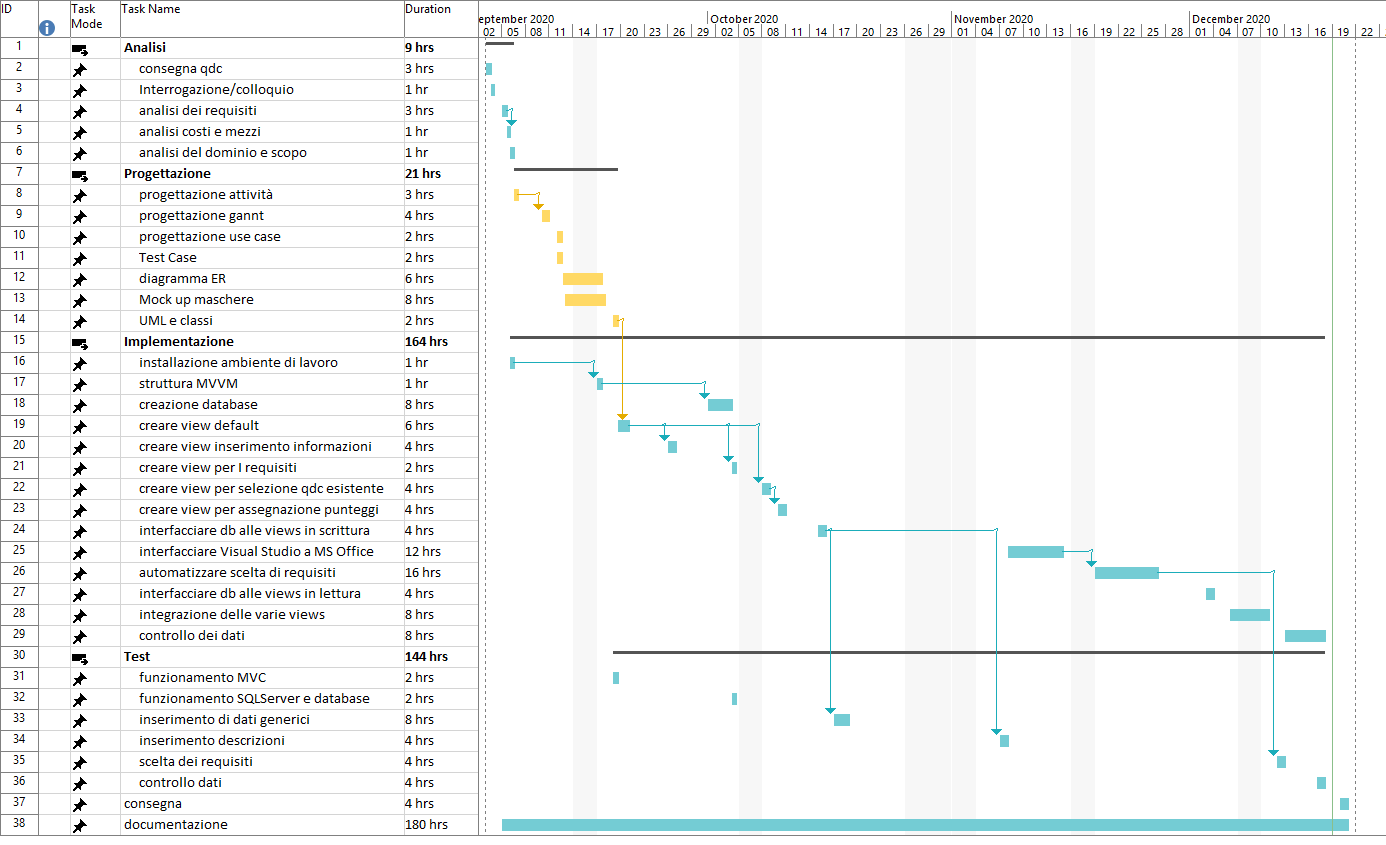 ID Task Mode Task Name Duration
eptember 2020 October 2020 November 2020 December 2020
02 05 08 11 14 17 20 23 26 29 02 05 08 11 14 17 20 23 26 29 01 04 07 10 13 16 19 22 25 28 01 04 07 10 13 16 19 22
1 Analisi 9 hrs
2 consegna qdc 3 hrs
3 Interrogazione/colloquio 1 hr
4 analisi dei requisiti 3 hrs
5 analisi costi e mezzi 1 hr
6 analisi del dominio e scopo 1 hr
7 Progettazione 21 hrs
8 progettazione attività 3 hrs
9 progettazione gannt 4 hrs
10 progettazione use case 2 hrs
11 Test Case 2 hrs
12 diagramma ER 6 hrs
13 Mock up maschere 8 hrs
14 UML e classi 2 hrs
15 Implementazione 164 hrs
16 installazione ambiente di lavoro 1 hr
17 struttura MVVM 1 hr
18 creazione database 8 hrs
19 creare view default 6 hrs
20 creare view inserimento informazioni 4 hrs
21 creare view per I requisiti 2 hrs
22 creare view per selezione qdc esistente 4 hrs
23 creare view per assegnazione punteggi 4 hrs
24 interfacciare db alle views in scrittura 4 hrs
25 interfacciare Visual Studio a MS Office 12 hrs
26 automatizzare scelta di requisiti 16 hrs
27 interfacciare db alle views in lettura 4 hrs
28 integrazione delle varie views 8 hrs
29 controllo dei dati 8 hrs
30 Test 144 hrs
31 funzionamento MVC 2 hrs
32 funzionamento SQLServer e database 2 hrs
33 inserimento di dati generici 8 hrs
34 inserimento descrizioni 4 hrs
35 scelta dei requisiti 4 hrs
36 controllo dati 4 hrs
37 consegna 4 hrs
38 documentazione 180 hrs